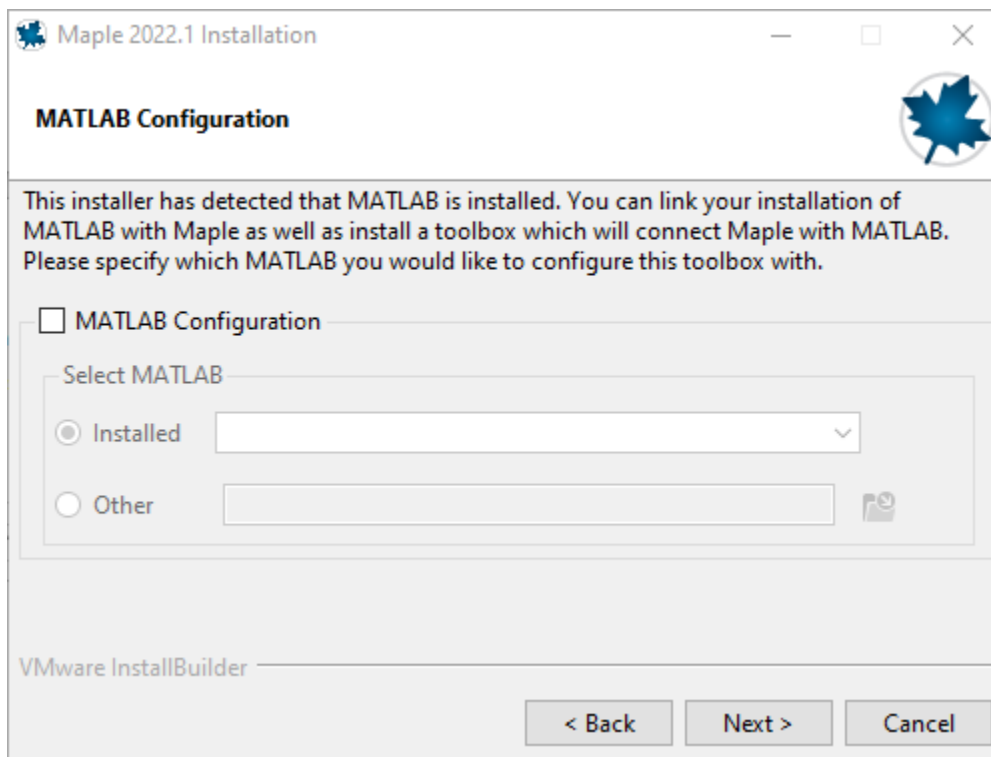 Maple 2022.1 Installation
MATLAB Configuration
This installer has detected that MATLAB is installed. You can link your installation of
MATLAB with Maple as well as install a toolbox which will connect Maple with MATLAB.
Please specify which MATLAB you would like to configure this toolbox with.
MATLAB Configuration
Select MATLAB
Installed
Other
VMware InstallBuilder
< Back Next > Cancel